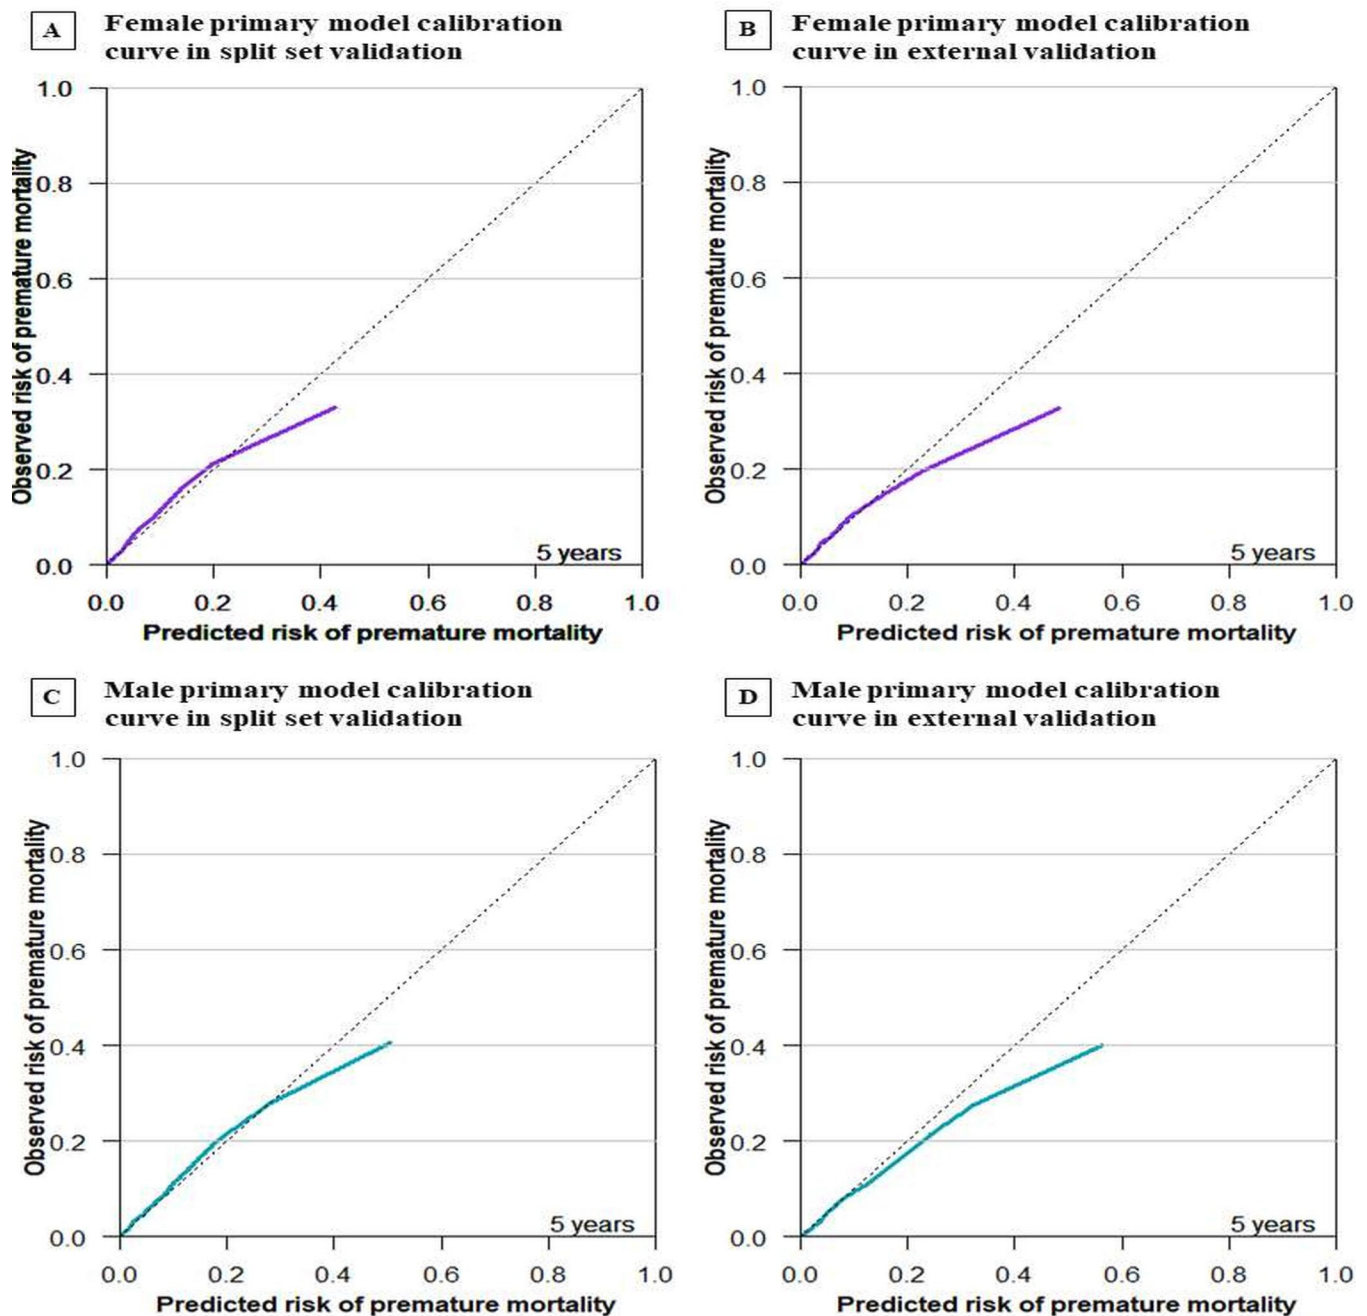 A
Female primary model calibration
curve in split set validation
1.0
0.8
0.6
0.4
0.2
0.0
Observed risk of premature mortality
5 years
0.0 0.2 0.4 0.6 0.8 1.0
Predicted risk of premature mortality
B
Female primary model calibration
curve in external validation
1.0
0.8
0.6
0.4
0.2
0.0
Observed risk of premature mortality
5 years
0.0 0.2 0.4 0.6 0.8 1.0
Predicted risk of premature mortality
C
Male primary model calibration
curve in split set validation
1.0
0.8
0.6
0.4
0.2
0.0
Observed risk of premature mortality
5 years
0.0 0.2 0.4 0.6 0.8 1.0
Predicted risk of premature mortality
D
Male primary model calibration
curve in external validation
1.0
0.8
0.6
0.4
0.2
0.0
Observed risk of premature mortality
5 years
0.0 0.2 0.4 0.6 0.8 1.0
Predicted risk of premature mortality